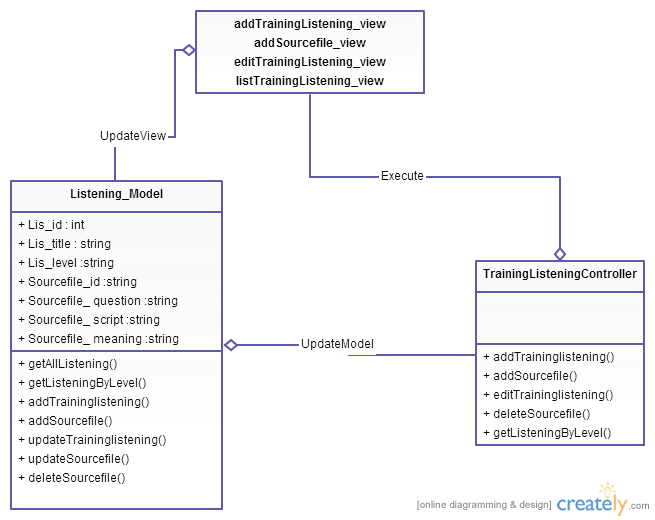 addTrainingListening_view
addSourcefile_view
editTrainingListening_view
listTrainingListening_view
UpdateView
Execute
Listening_Model
+ Lis_id : int
+ Lis_title : string
+ Lis_level :string
+ Sourcefile_id :string
+ Sourcefile_ question :string
+ Sourcefile_ script :string
+ Sourcefile_ meaning :string
+ getAllListening()
+ getListeningByLevel()
+ addTraininglistening()
+ addSourcefile()
+ updateTraininglistening()
+ updateSourcefile()
+ deleteSourcefile()
UpdateModel
TrainingListeningController
+ addTraininglistening()
+ addSourcefile()
+ editTraininglistening()
+ deleteSourcefile()
+ getListeningByLevel()
[online diagramming & design] creately.com